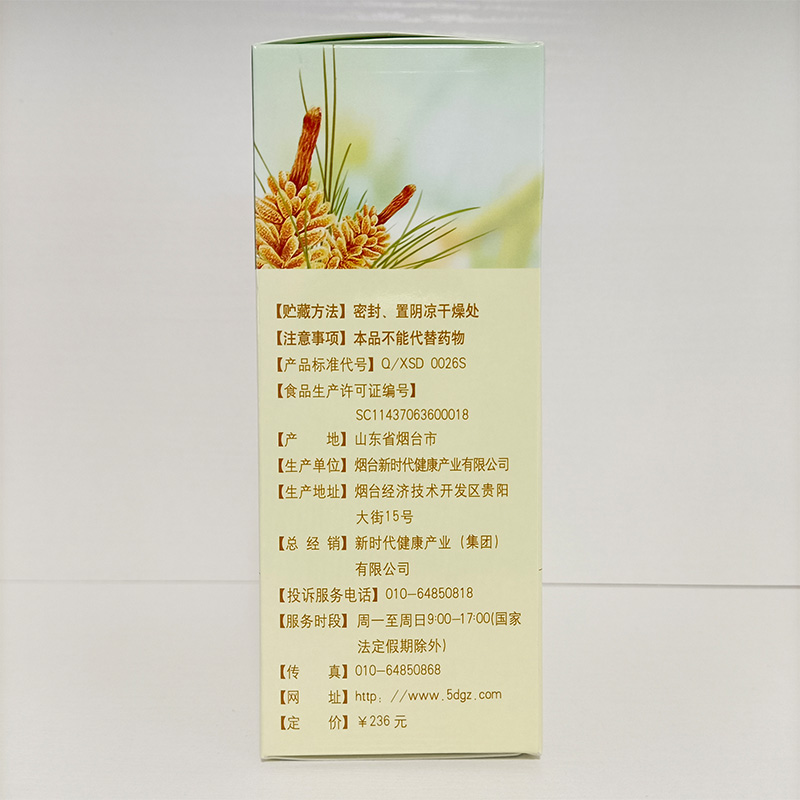 【贮藏方法】密封、置阴凉干燥处
【注意事项】本品不能代替药物
【产品标准代号】Q/XSD 0026S
【食品生产许可证编号】
SC11437063600018
【产 地】山东省烟台市
【生产单位】烟台新时代健康产业有限公司
【生产地址】烟台经济技术开发区贵阳
大街15号
【总 经 销】新时代健康产业（集团）
有限公司
【投诉服务电话】010-64850818
【服务时段】周一至周日9:00-17:00(国家
法定假期除外)
【传 真】010-64850868
【网 址】http：//www.5dgz.com
【定 价】￥236 元